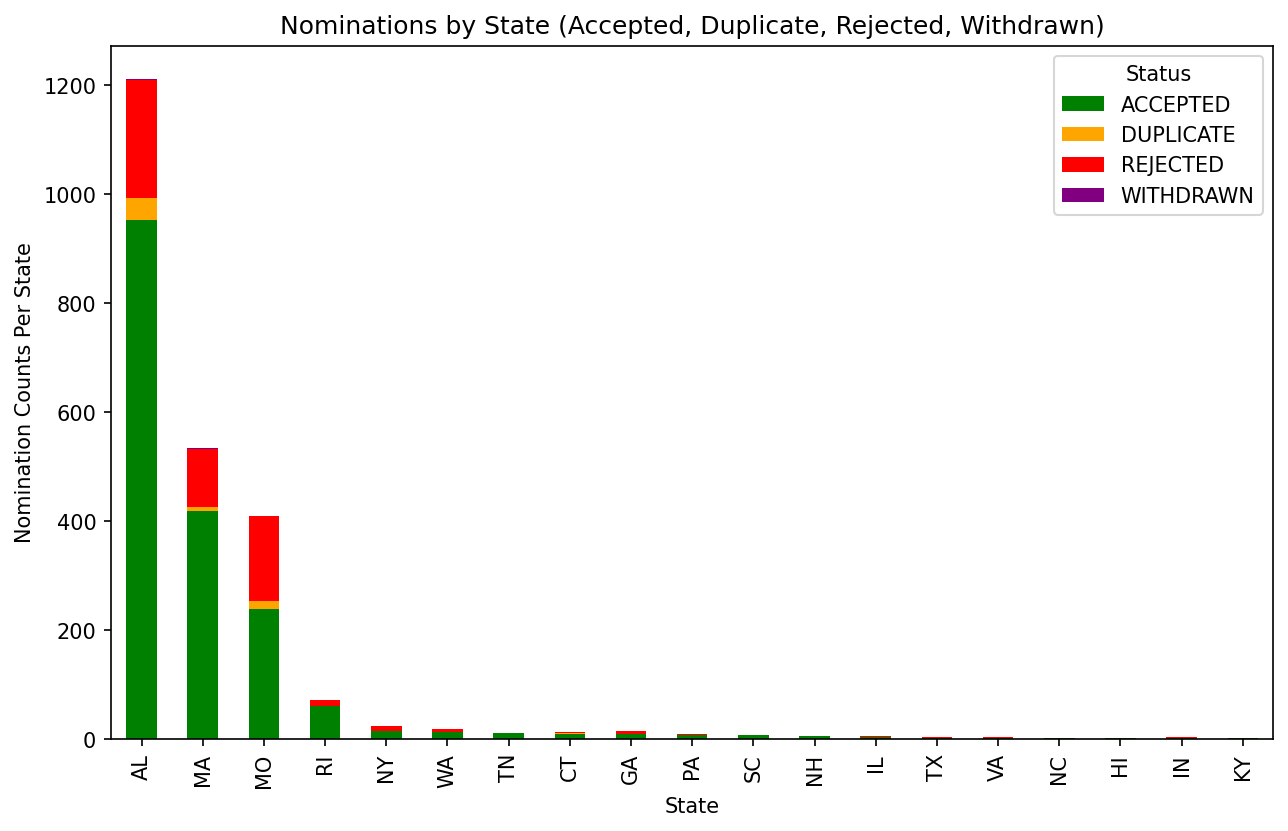 Nominations by State (Accepted, Duplicate, Rejected, Withdrawn)
Status
ACCEPTED
DUPLICATE
REJECTED
WITHDRAWN
Nomination Counts Per State
1200
1000
800
600
400
200
0
AL
MA
MO
RI
NY
WA
TN
CT
GA
PA
SC
NH
IL
TX
VA
NC
HI
IN
KY
State